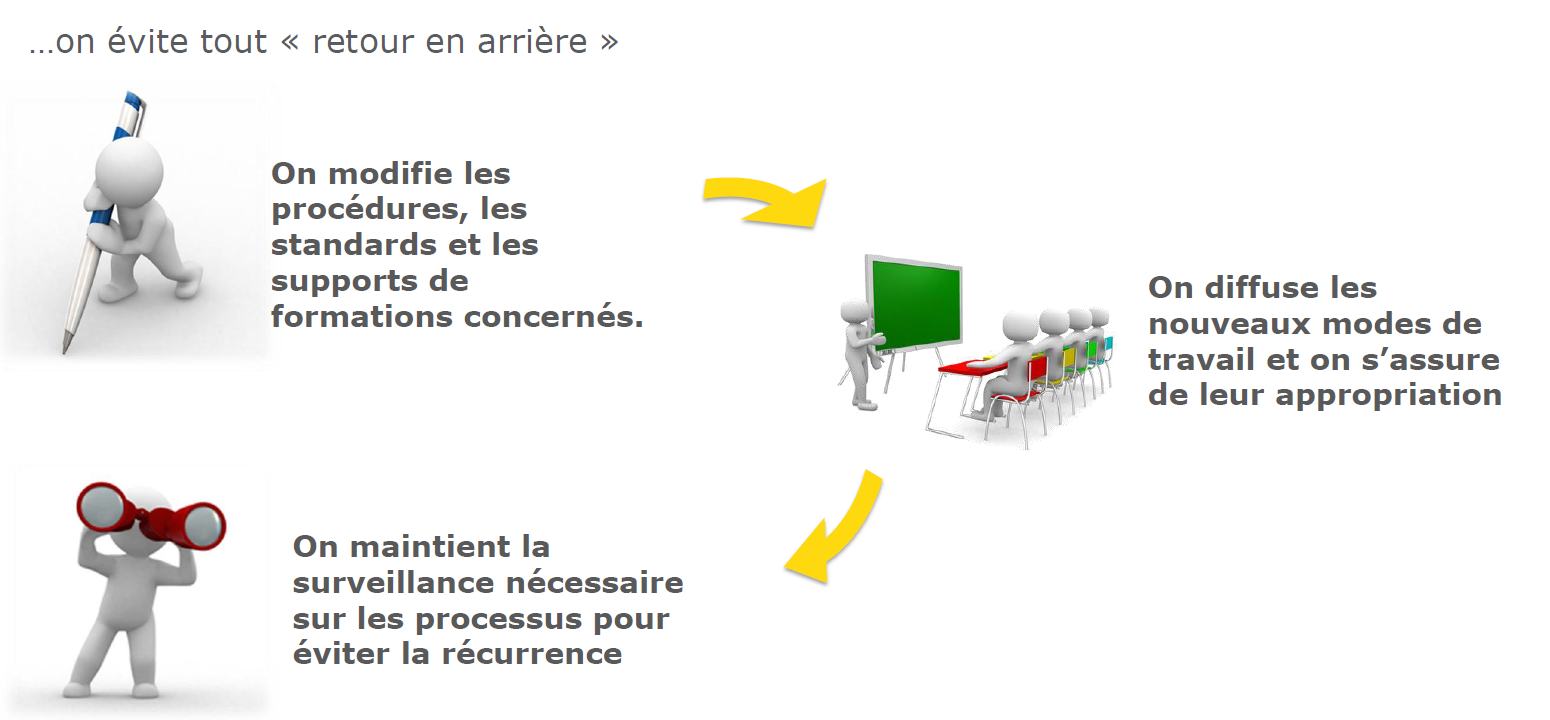 …on évite tout « retour en arrière »
On modifie les
procédures, les
standards et les
supports de
formations concernés.
On diffuse les
nouveaux modes de
travail et on s’assure
de leur appropriation
On maintient la
surveillance nécessaire
sur les processus pour
éviter la récurrence